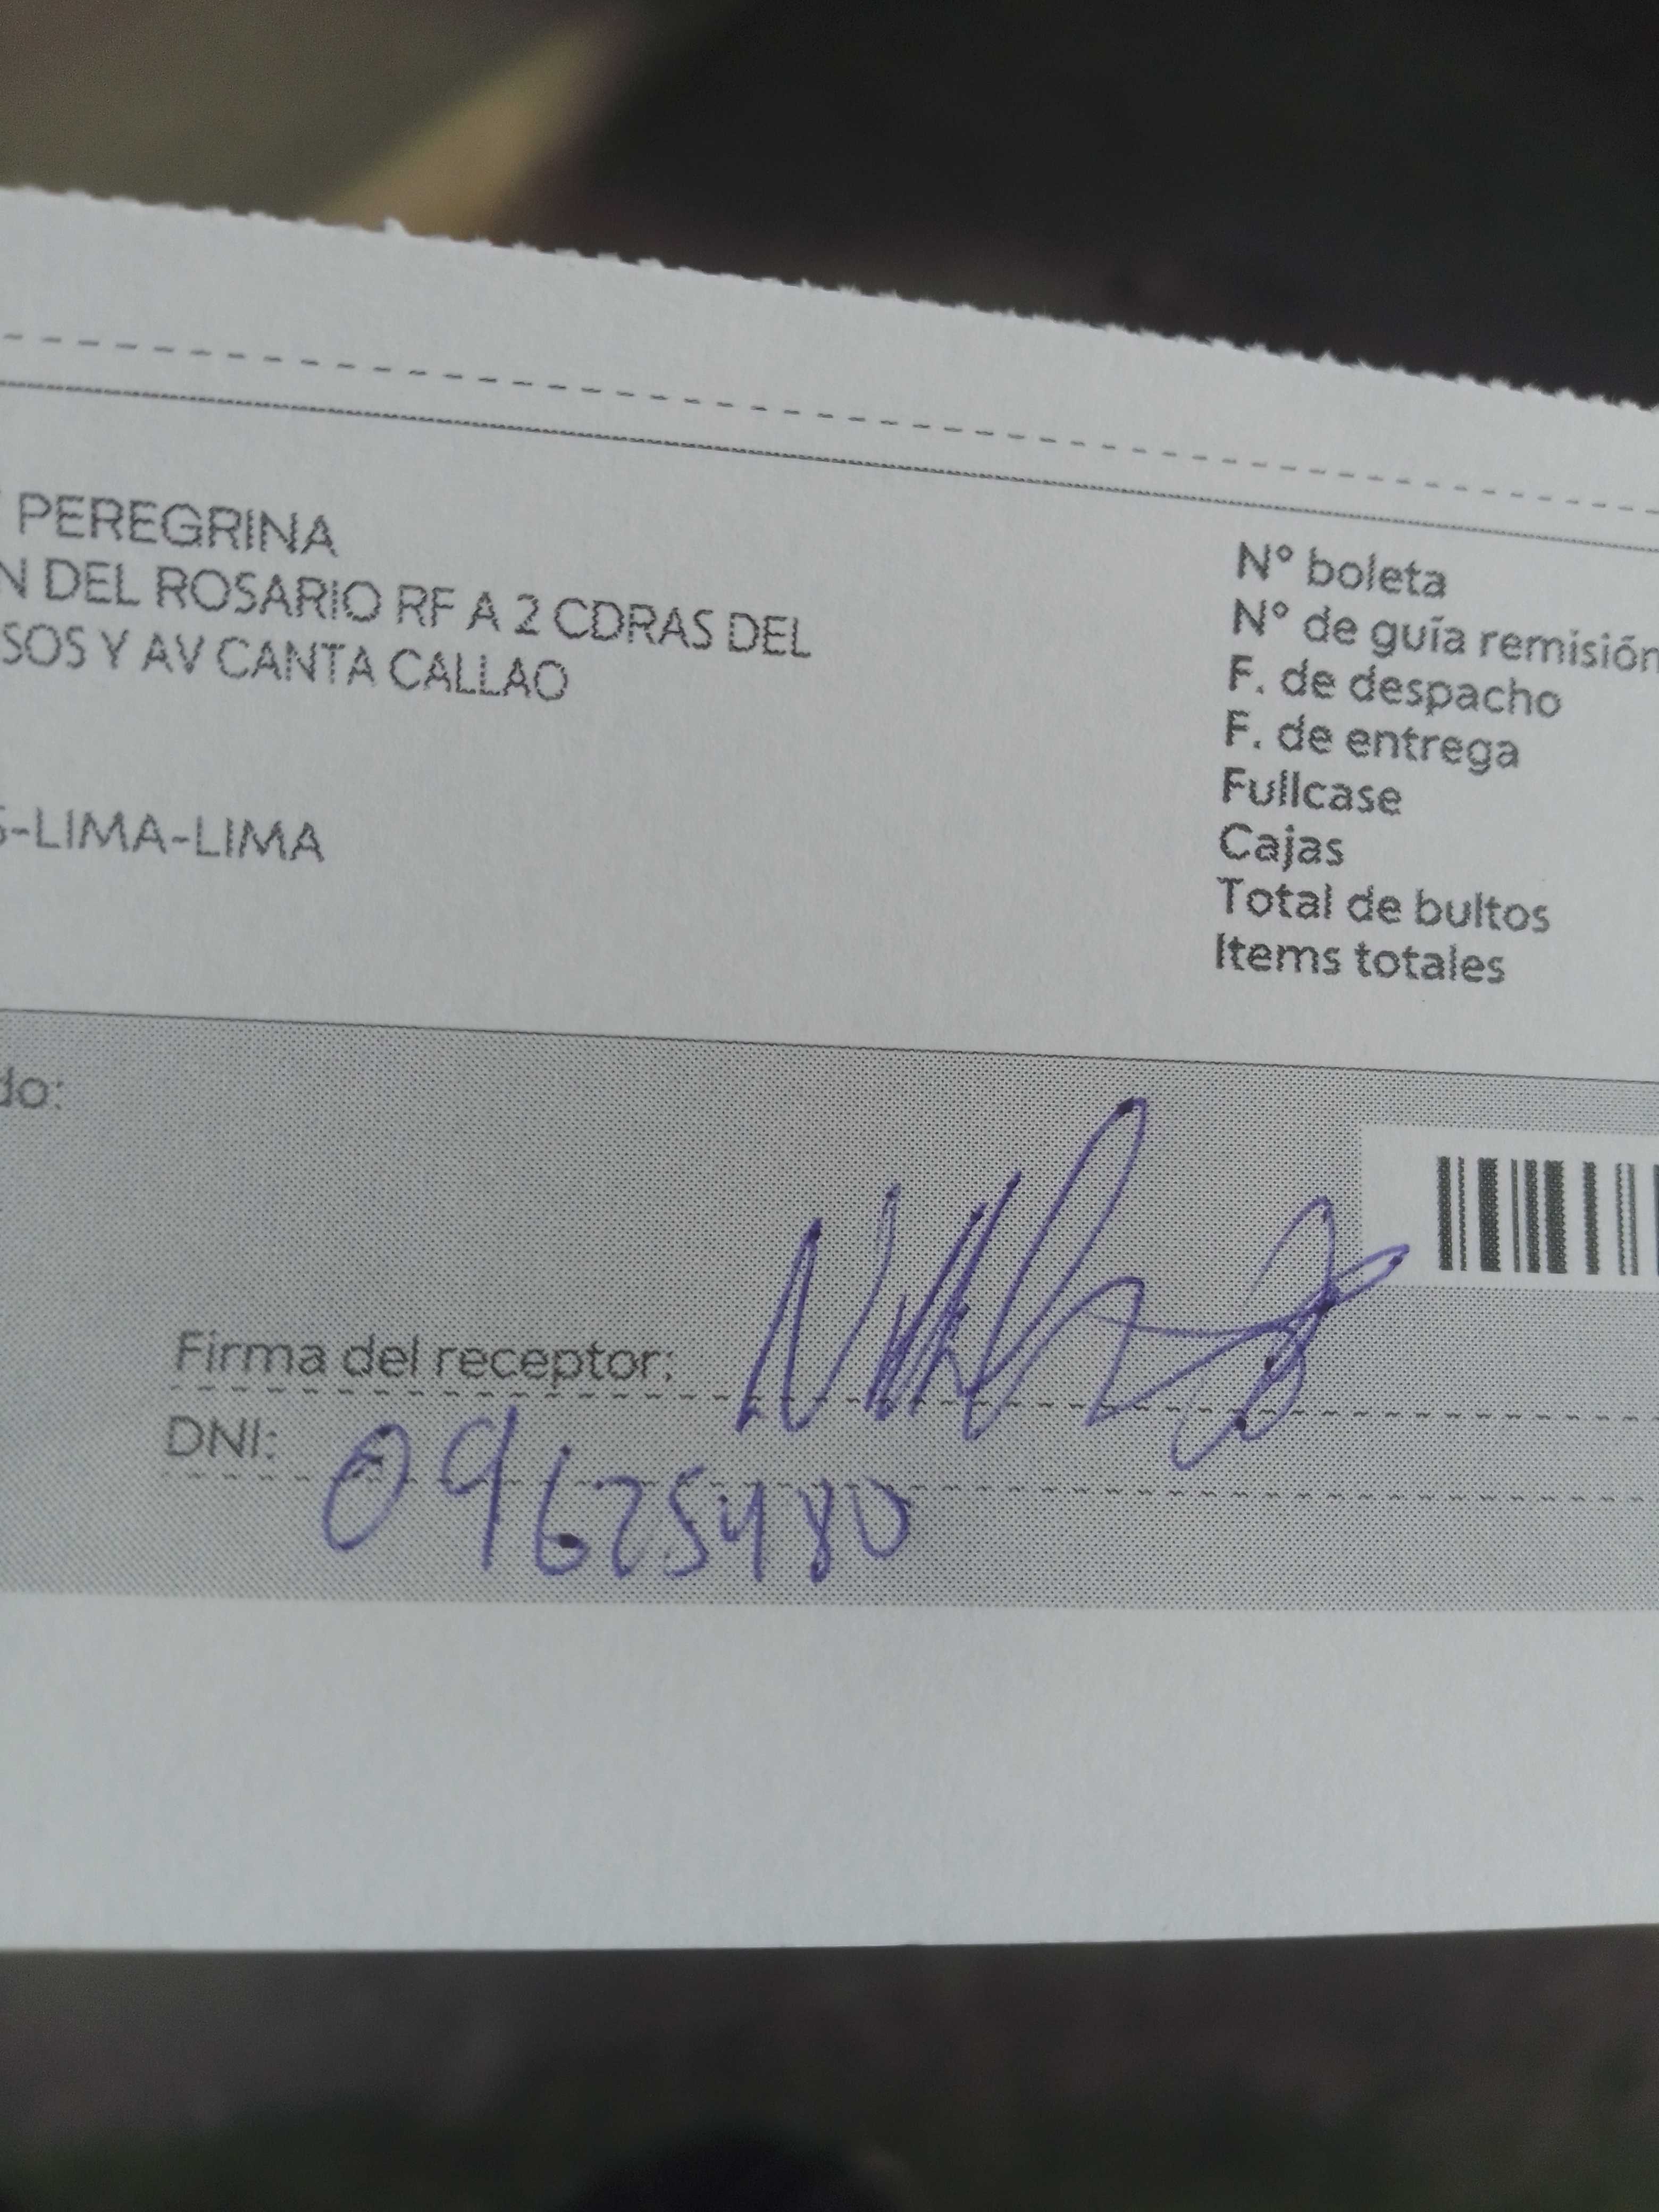 PEREGRINA
N DEL ROSARIO RF A 2 CDRAS DEL
SOS Y AV CANTA CALLAO
S-LIMA-LIMA
N° boleta
N° de guía remisión
F. de despacho
F. de entrega
Fullcase
Cajas
Total de bultos
Items totales
do:
Firma del receptor:
DNI: 09625480